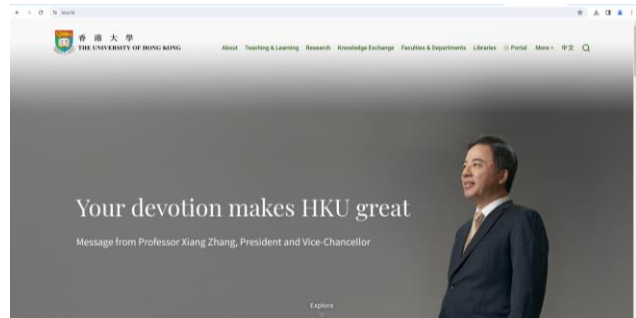 香港大學
THE UNIVERSITY OF HONG KONG
About Teaching & Learning Research Knowledge Exchange Faculties & Departments Libraries Portal More 中文
Your devotion makes HKU great
Message from Professor Xiang Zhang, President and Vice-Chancellor
Explore